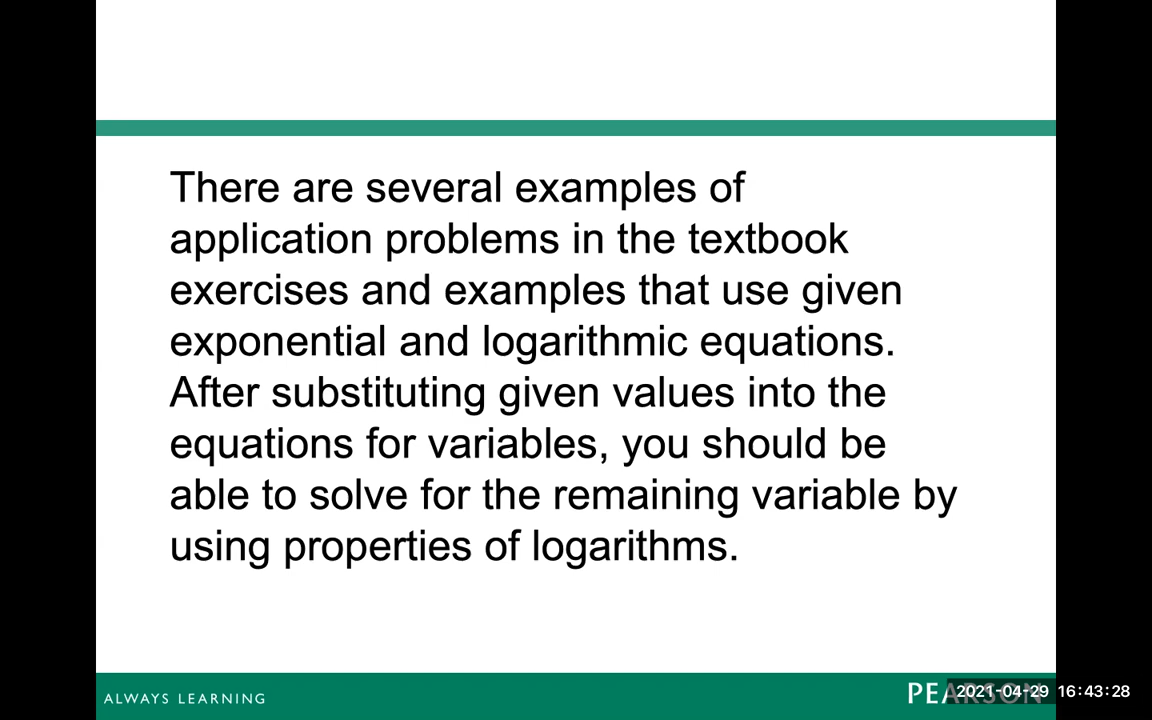 There are several examples of
application problems in the textbook
exercises and examples that use given
exponential and logarithmic equations.
After substituting given values into the
equations for variables, you should be
able to solve for the remaining variable by
using properties of logarithms.
ALWAYS LEARNING
PEARSON
2021-04-29 16:43:28